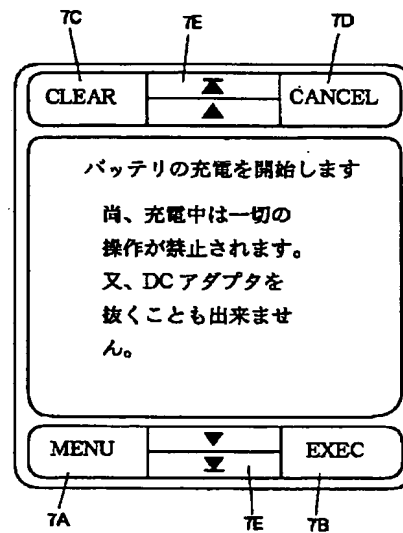 7C 7E 7D
CLEAR ▲ CANCEL
▲
バッテリの充電を開始します
尚、充電中は一切の
操作が禁止されます。
又、DCアダプタを
抜くことも出来ませ
ん。
MENU ▼ EXEC
▼
7A 7E 7B